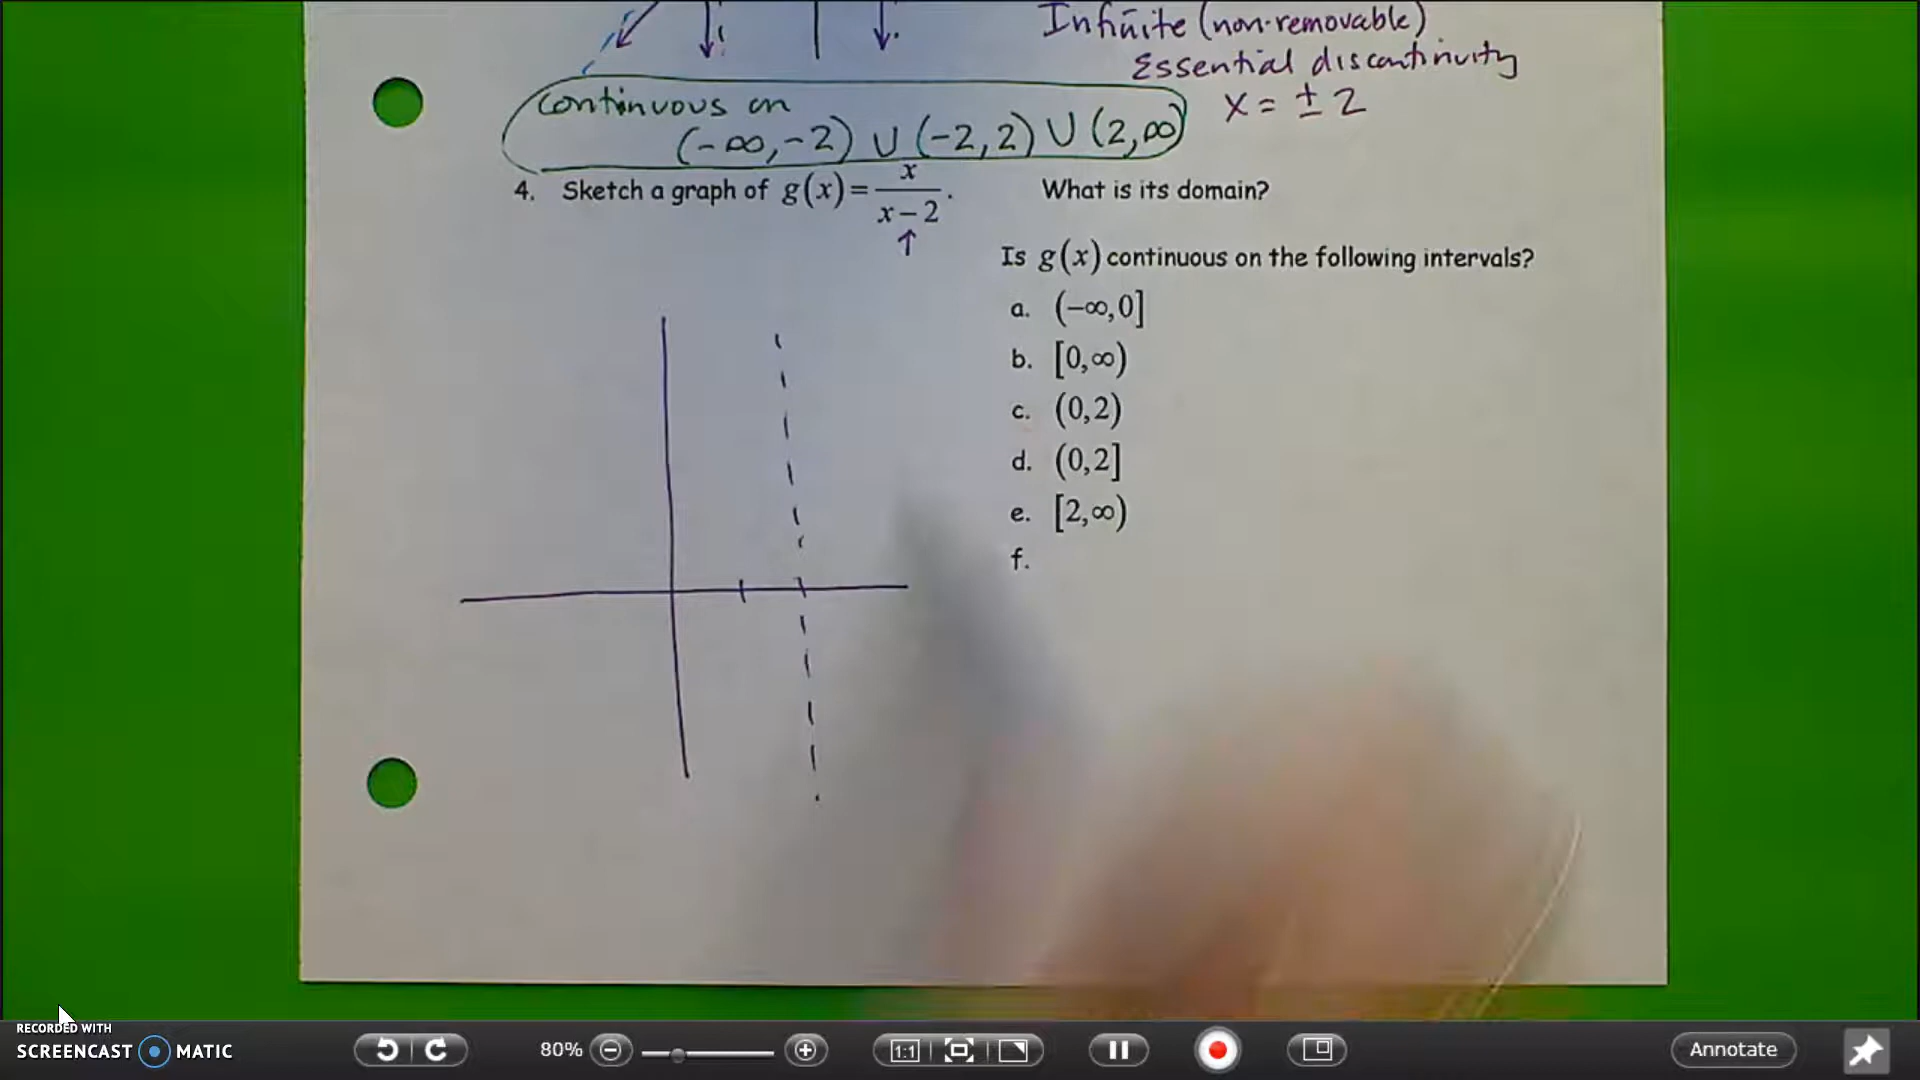 Infinite (non-removable)
Essential discontinuity
x = ± 2
Continuous on
(-∞,-2) ∪ (-2,2) ∪ (2,∞)
4. Sketch a graph of g(x)=x/(x-2). What is its domain?
↑
Is g(x) continuous on the following intervals?
a. (-∞,0]
b. [0,∞)
c. (0,2)
d. (0,2]
e. [2,∞)
f.
RECORDED WITH
SCREENCAST MATIC
80%
1:1
Annotate